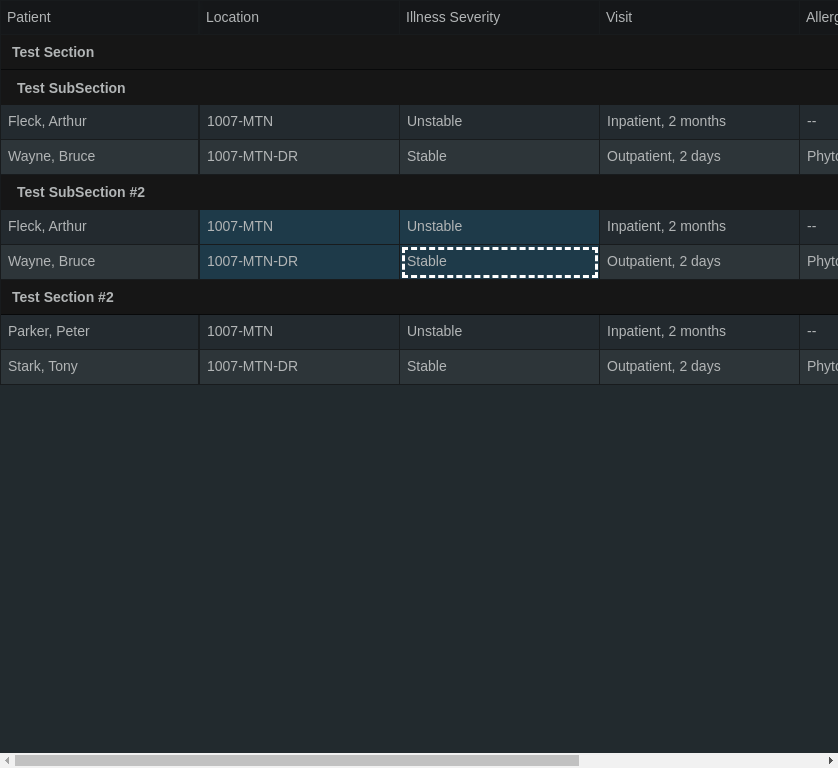 Patient Location Illness Severity Visit Allerg
Test Section
Test SubSection
Fleck, Arthur 1007-MTN Unstable Inpatient, 2 months --
Wayne, Bruce 1007-MTN-DR Stable Outpatient, 2 days Phyto
Test SubSection #2
Fleck, Arthur 1007-MTN Unstable Inpatient, 2 months --
Wayne, Bruce 1007-MTN-DR Stable Outpatient, 2 days Phyto
Test Section #2
Parker, Peter 1007-MTN Unstable Inpatient, 2 months --
Stark, Tony 1007-MTN-DR Stable Outpatient, 2 days Phyto